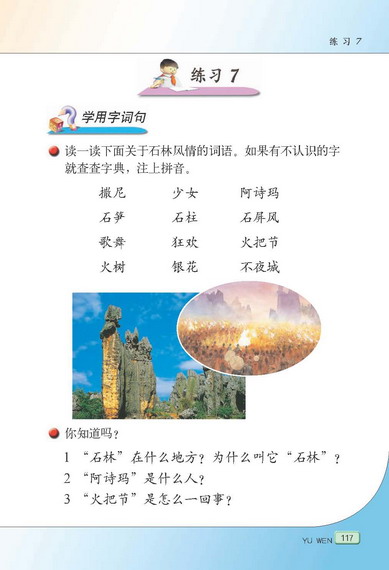 练习7
练习7
学用字词句
读一读下面关于石林风情的词语。如果有不认识的字
就查查字典，注上拼音。
撒尼 少女 阿诗玛
石笋 石柱 石屏风
歌舞 狂欢 火把节
火树 银花 不夜城
你知道吗？
1 “石林”在什么地方？为什么叫它“石林”？
2 “阿诗玛”是什么人？
3 “火把节”是怎么一回事？
YU WEN 117